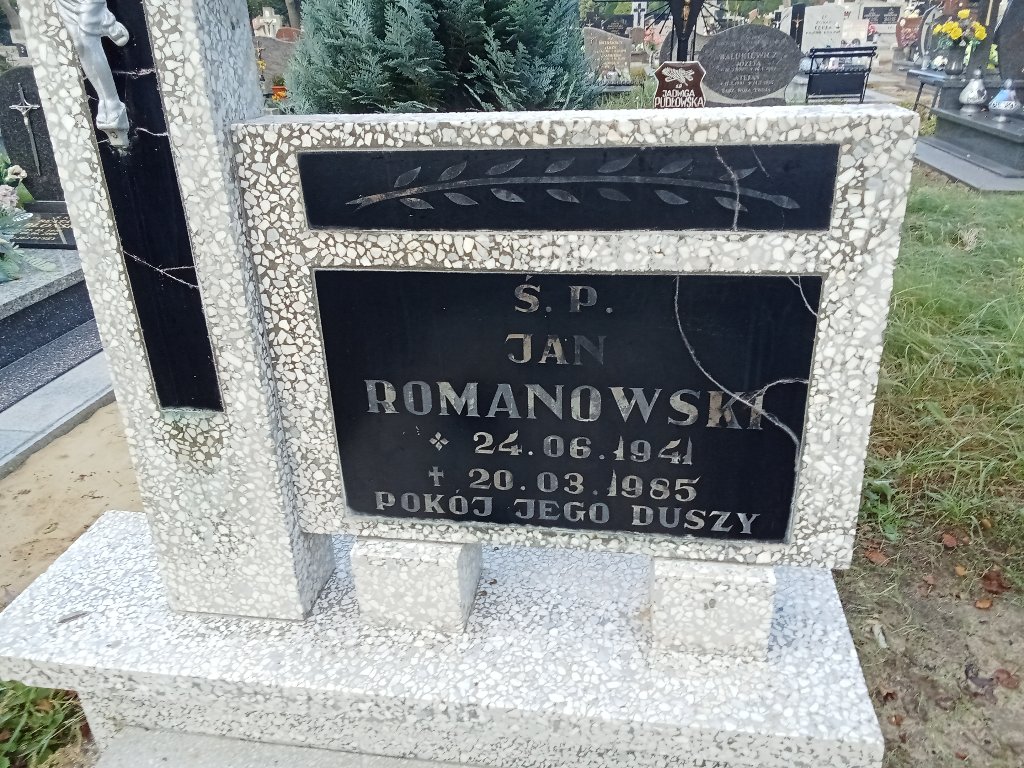 Ś. P.
JAN
ROMANOWSKI
24.06.1941
✝ 20.03.1985
POKÓJ JEGO DUSZY
JADWIGA
PUDŁOWSKA